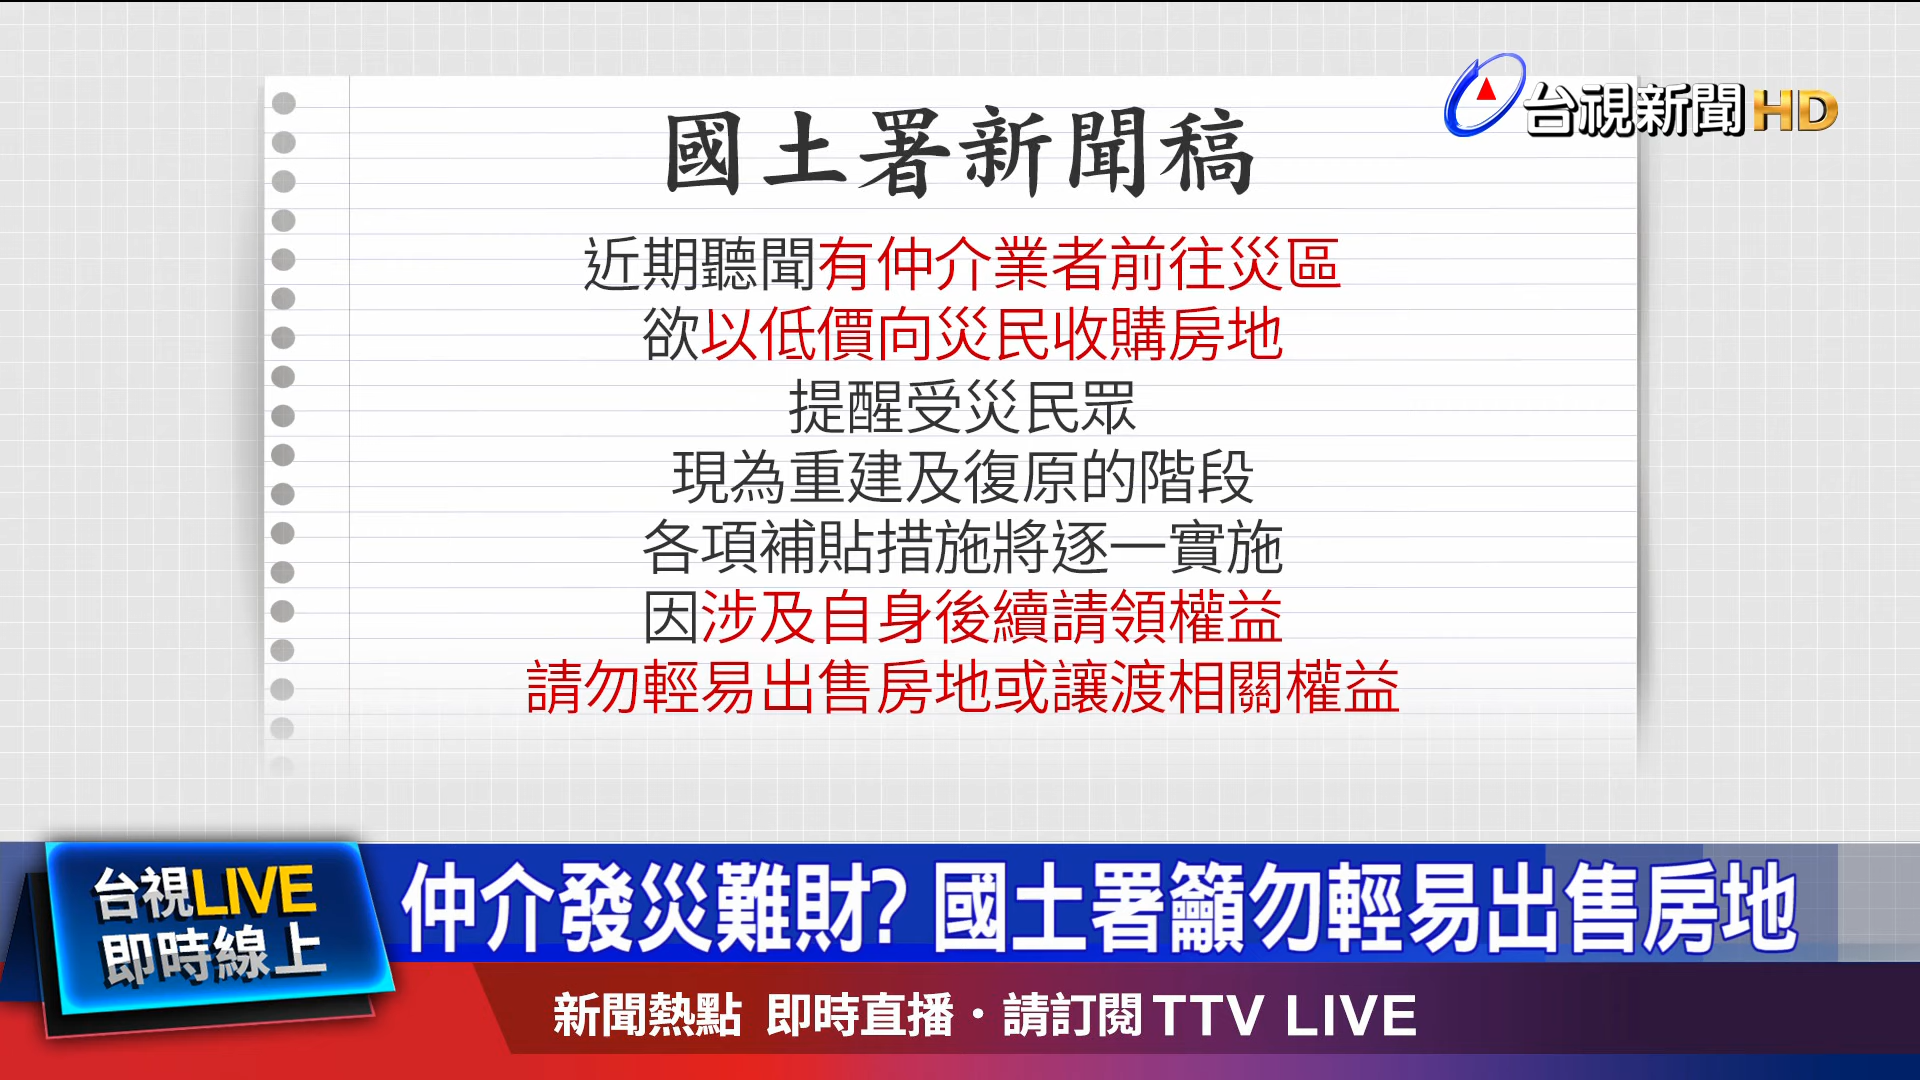 台視新聞HD
國土署新聞稿
近期聽聞有仲介業者前往災區
欲以低價向災民收購房地
提醒受災民眾
現為重建及復原的階段
各項補貼措施將逐一實施
因涉及自身後續請領權益
請勿輕易出售房地或讓渡相關權益
台視LIVE
即時線上
仲介發災難財? 國土署籲勿輕易出售房地
新聞熱點 即時直播・請訂閱TTV LIVE